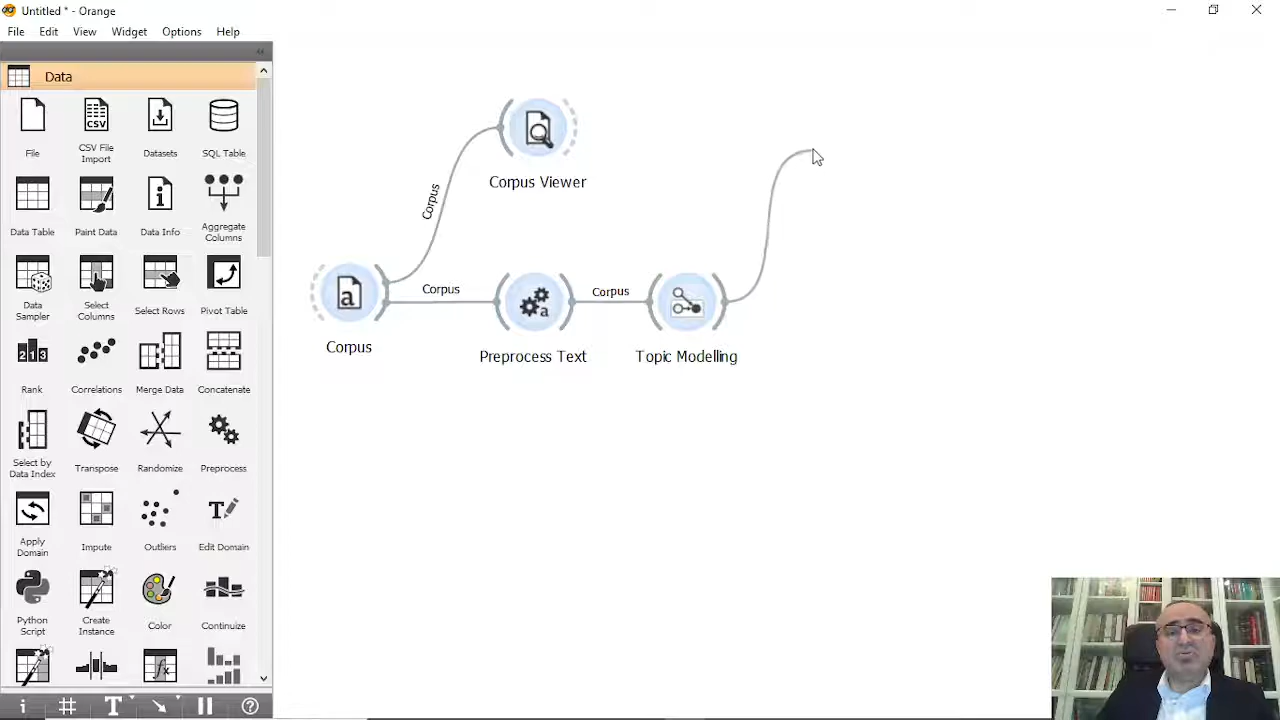 Untitled * - Orange
File Edit View Widget Options Help
Data
File
CSV File
Import
Datasets
SQL Table
Data Table
Paint Data
Data Info
Aggregate
Columns
Data
Sampler
Select
Columns
Select Rows
Pivot Table
Rank
Correlations
Merge Data
Concatenate
Select by
Data Index
Transpose
Randomize
Preprocess
Apply
Domain
Impute
Outliers
Edit Domain
Python
Script
Create
Instance
Color
Continuize
Corpus Viewer
Corpus
Corpus
Corpus
Corpus
Preprocess Text
Topic Modelling